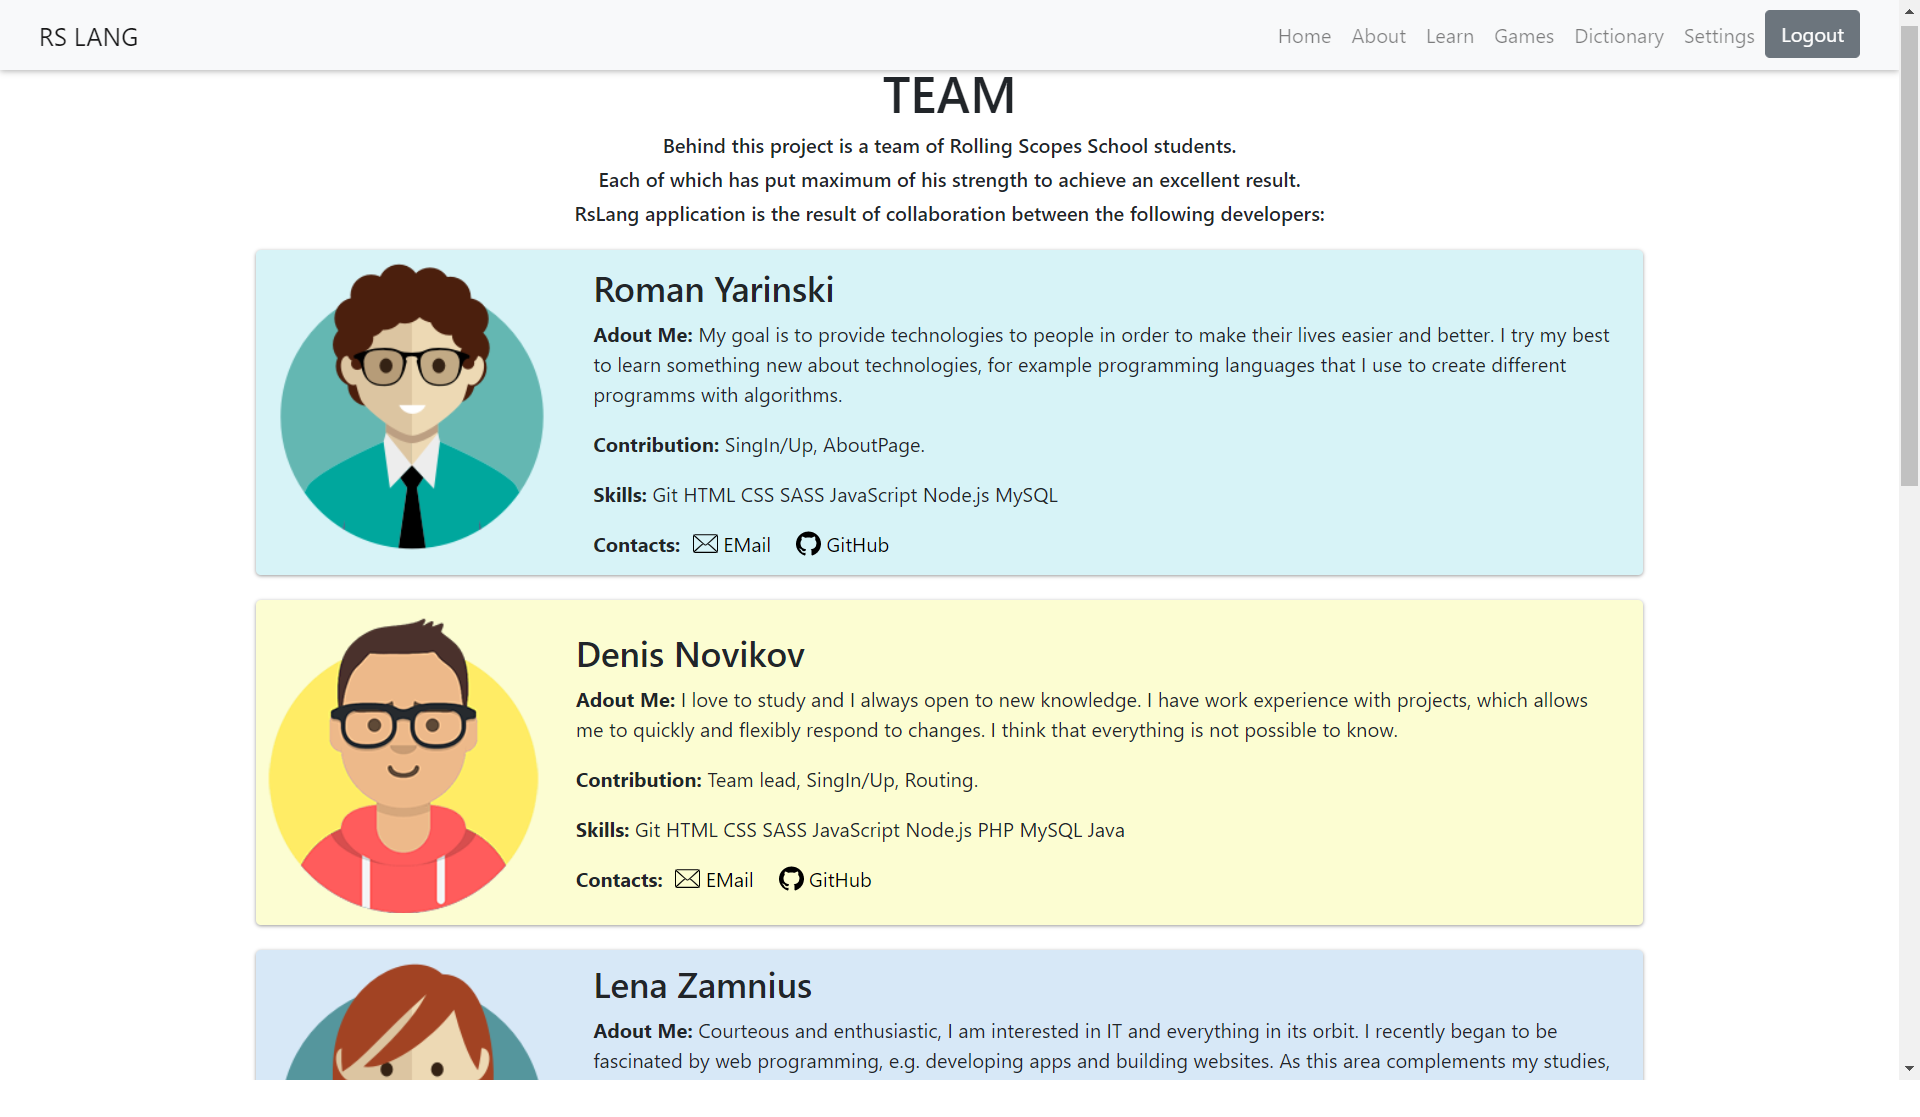 RS LANG
Home About Learn Games Dictionary Settings Logout
TEAM
Behind this project is a team of Rolling Scopes School students.
Each of which has put maximum of his strength to achieve an excellent result.
RsLang application is the result of collaboration between the following developers:
Roman Yarinski
Adout Me: My goal is to provide technologies to people in order to make their lives easier and better. I try my best
to learn something new about technologies, for example programming languages that I use to create different
programms with algorithms.
Contribution: SingIn/Up, AboutPage.
Skills: Git HTML CSS SASS JavaScript Node.js MySQL
Contacts: EMail GitHub
Denis Novikov
Adout Me: I love to study and I always open to new knowledge. I have work experience with projects, which allows
me to quickly and flexibly respond to changes. I think that everything is not possible to know.
Contribution: Team lead, SingIn/Up, Routing.
Skills: Git HTML CSS SASS JavaScript Node.js PHP MySQL Java
Contacts: EMail GitHub
Lena Zamnius
Adout Me: Courteous and enthusiastic, I am interested in IT and everything in its orbit. I recently began to be
fascinated by web programming, e.g. developing apps and building websites. As this area complements my studies,